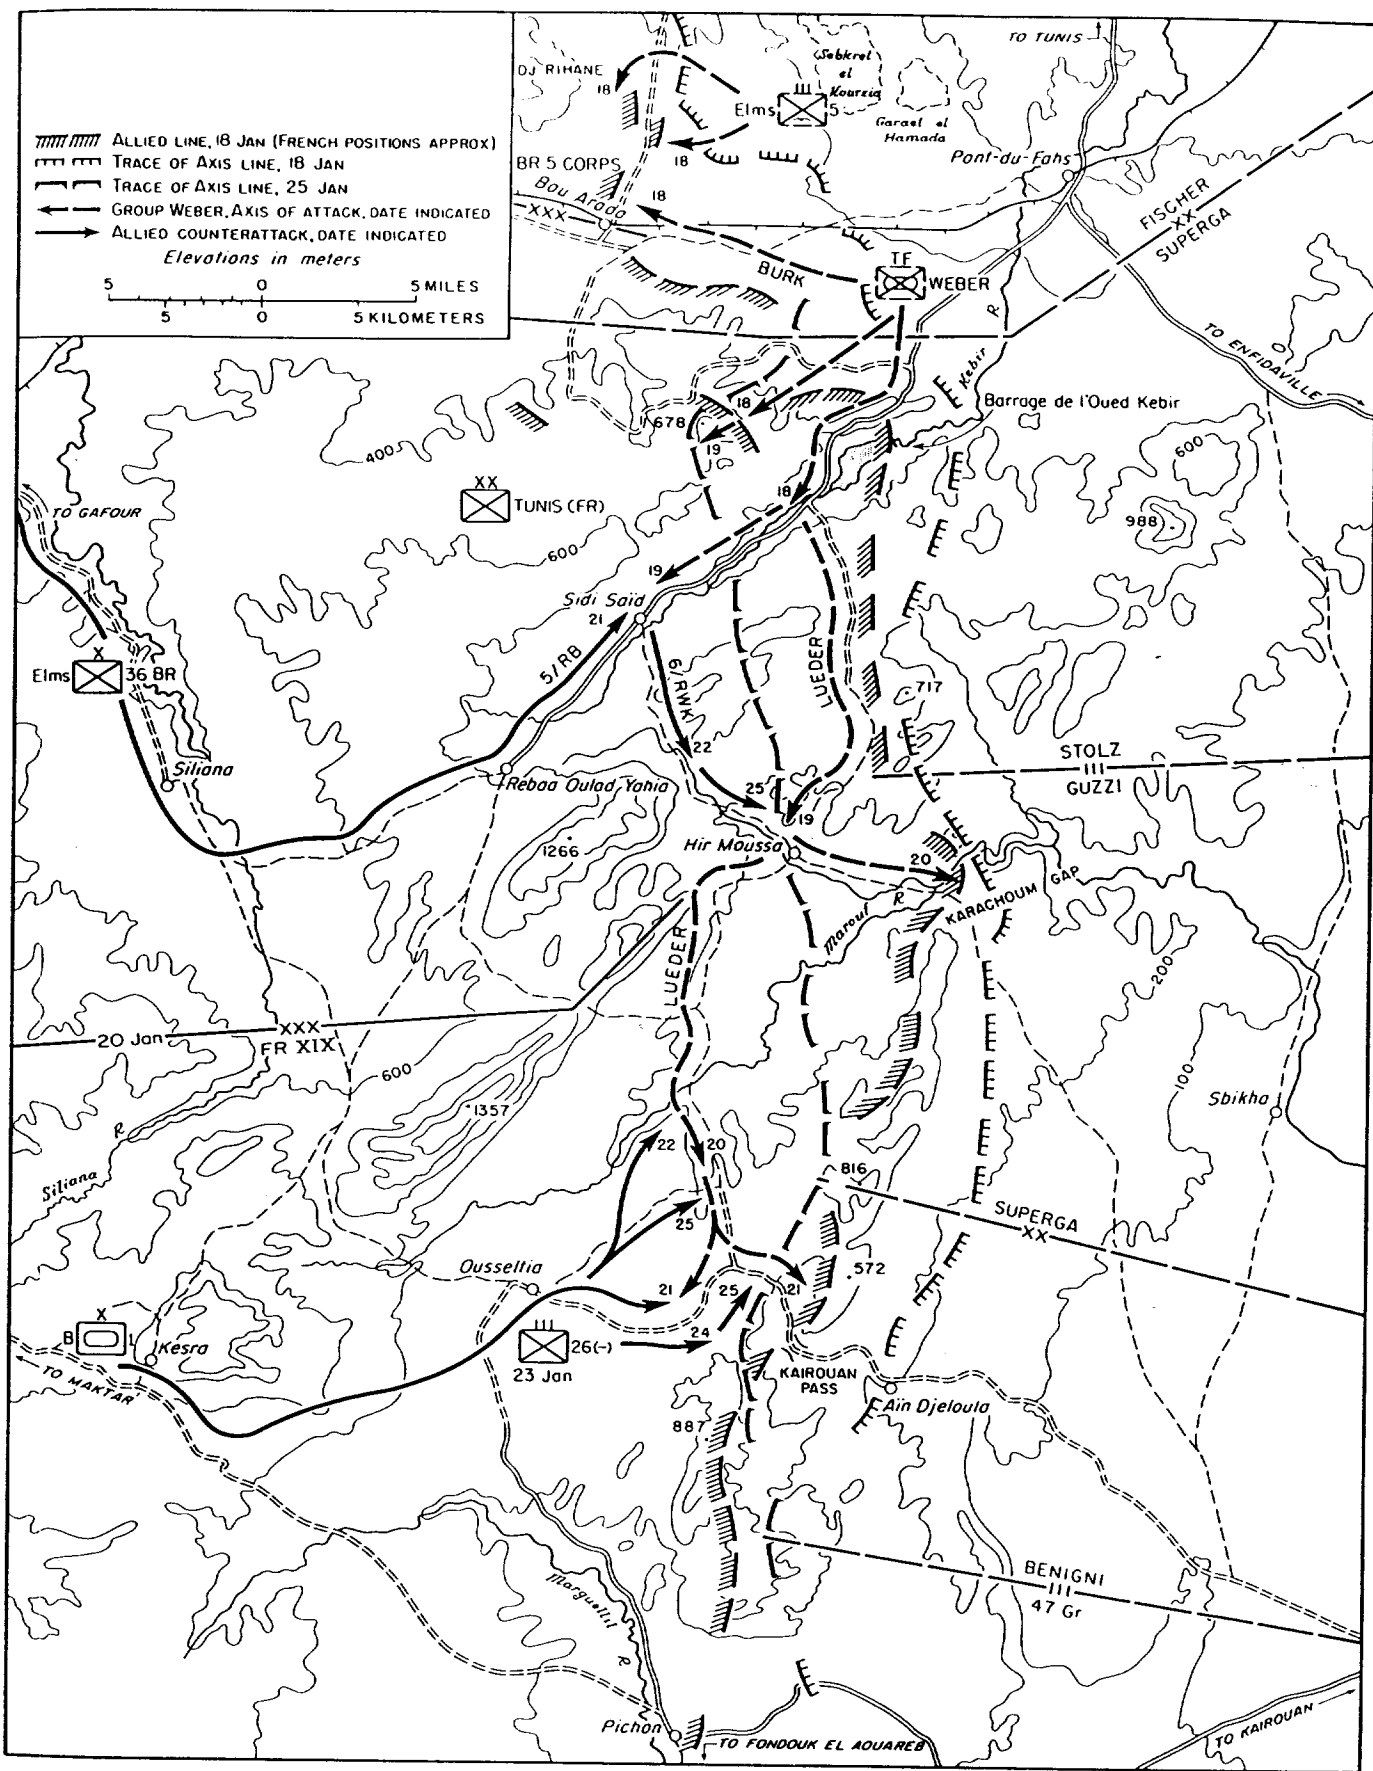 ALLIED LINE, 18 JAN (FRENCH POSITIONS APPROX)
TRACE OF AXIS LINE, 18 JAN
TRACE OF AXIS LINE, 25 JAN
GROUP WEBER, AXIS OF ATTACK, DATE INDICATED
ALLIED COUNTERATTACK, DATE INDICATED
Elevations in meters
5 0 5 MILES
5 0 5 KILOMETERS
TO TUNIS
DJ RIHANE
18
Sebkret
el
Kourzia
III
Elms 5
Garaet el
Hamada
18
BR 5 CORPS
Pont-du-Fahs
Bou Arada
XXX
18
FISCHER
XX
SUPERGA
BURK
TF
WEBER
R
Kebir
TO ENFIDAVILLE
18
678
19
Barrage de l'Oued Kebir
400
600
XX
TUNIS (FR)
18
988
TO GAFOUR
600
19
Sidi Said
21
X
Elms 36 BR
5/RB
6/RWK
LUEDER
717
22
STOLZ
III
GUZZI
Siliana
Rebaa Oulad Yahia
25
19
1266
Hir Moussa
20
KARACHOUM GAP
Marouf R
LUEDER
200
20 Jan
XXX
FR XIX
600
100
1357
Sbikha
R
Siliana
22
20
816
25
SUPERGA
XX
Ousseltia
572
21
25
21
X
B 1
III
26(-)
23 Jan
24
Kesra
TO MAKTAR
KAIROUAN
PASS
Aïn Djeloula
887
Marguellil R
BENIGNI
III
47 Gr
Pichon
TO FONDOUK EL AOUAREB
TO KAIROUAN